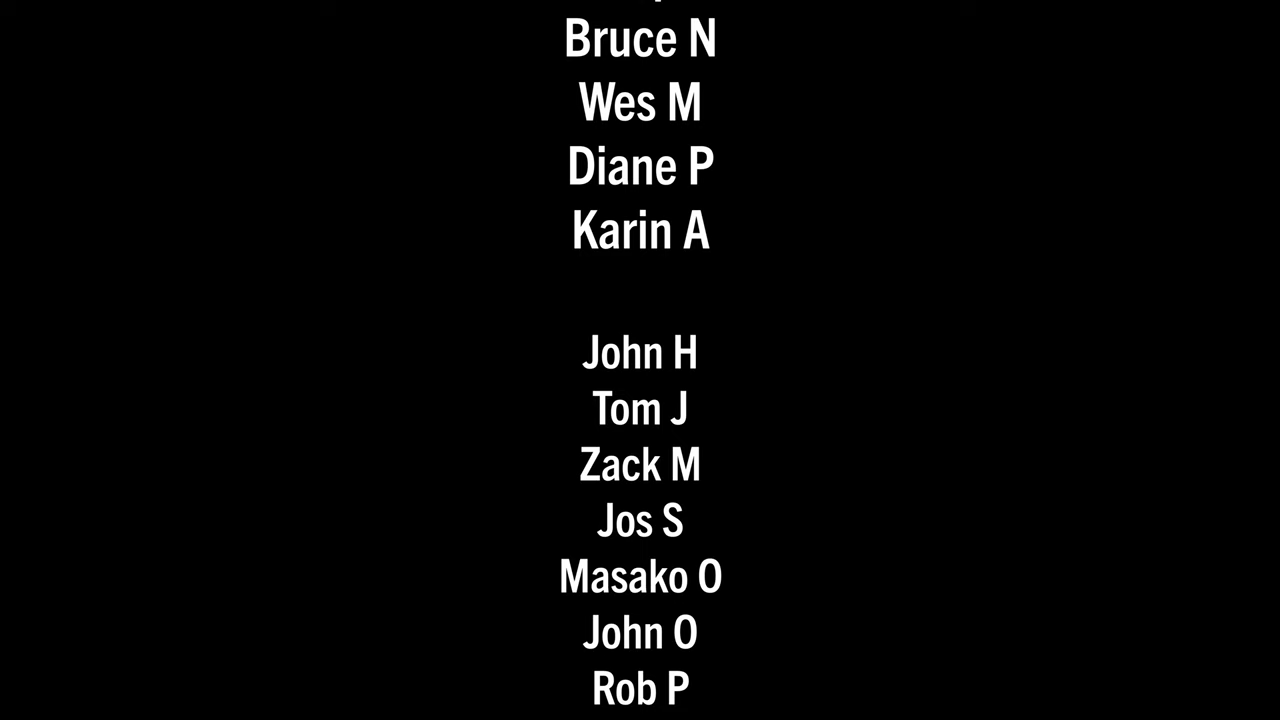 Bruce N
Wes M
Diane P
Karin A
John H
Tom J
Zack M
Jos S
Masako O
John O
Rob P